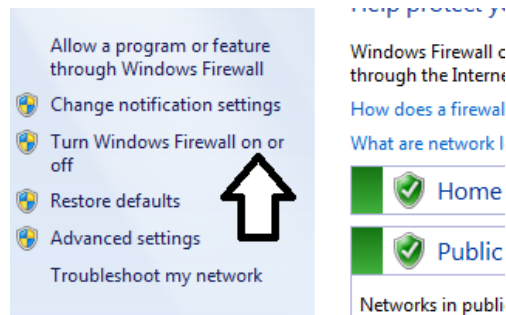 Allow a program or feature
through Windows Firewall
Change notification settings
Turn Windows Firewall on or
off
Restore defaults
Advanced settings
Troubleshoot my network
Help protect y
Windows Firewall c
through the Interne
How does a firewal
What are network l
Home
Public
Networks in publi